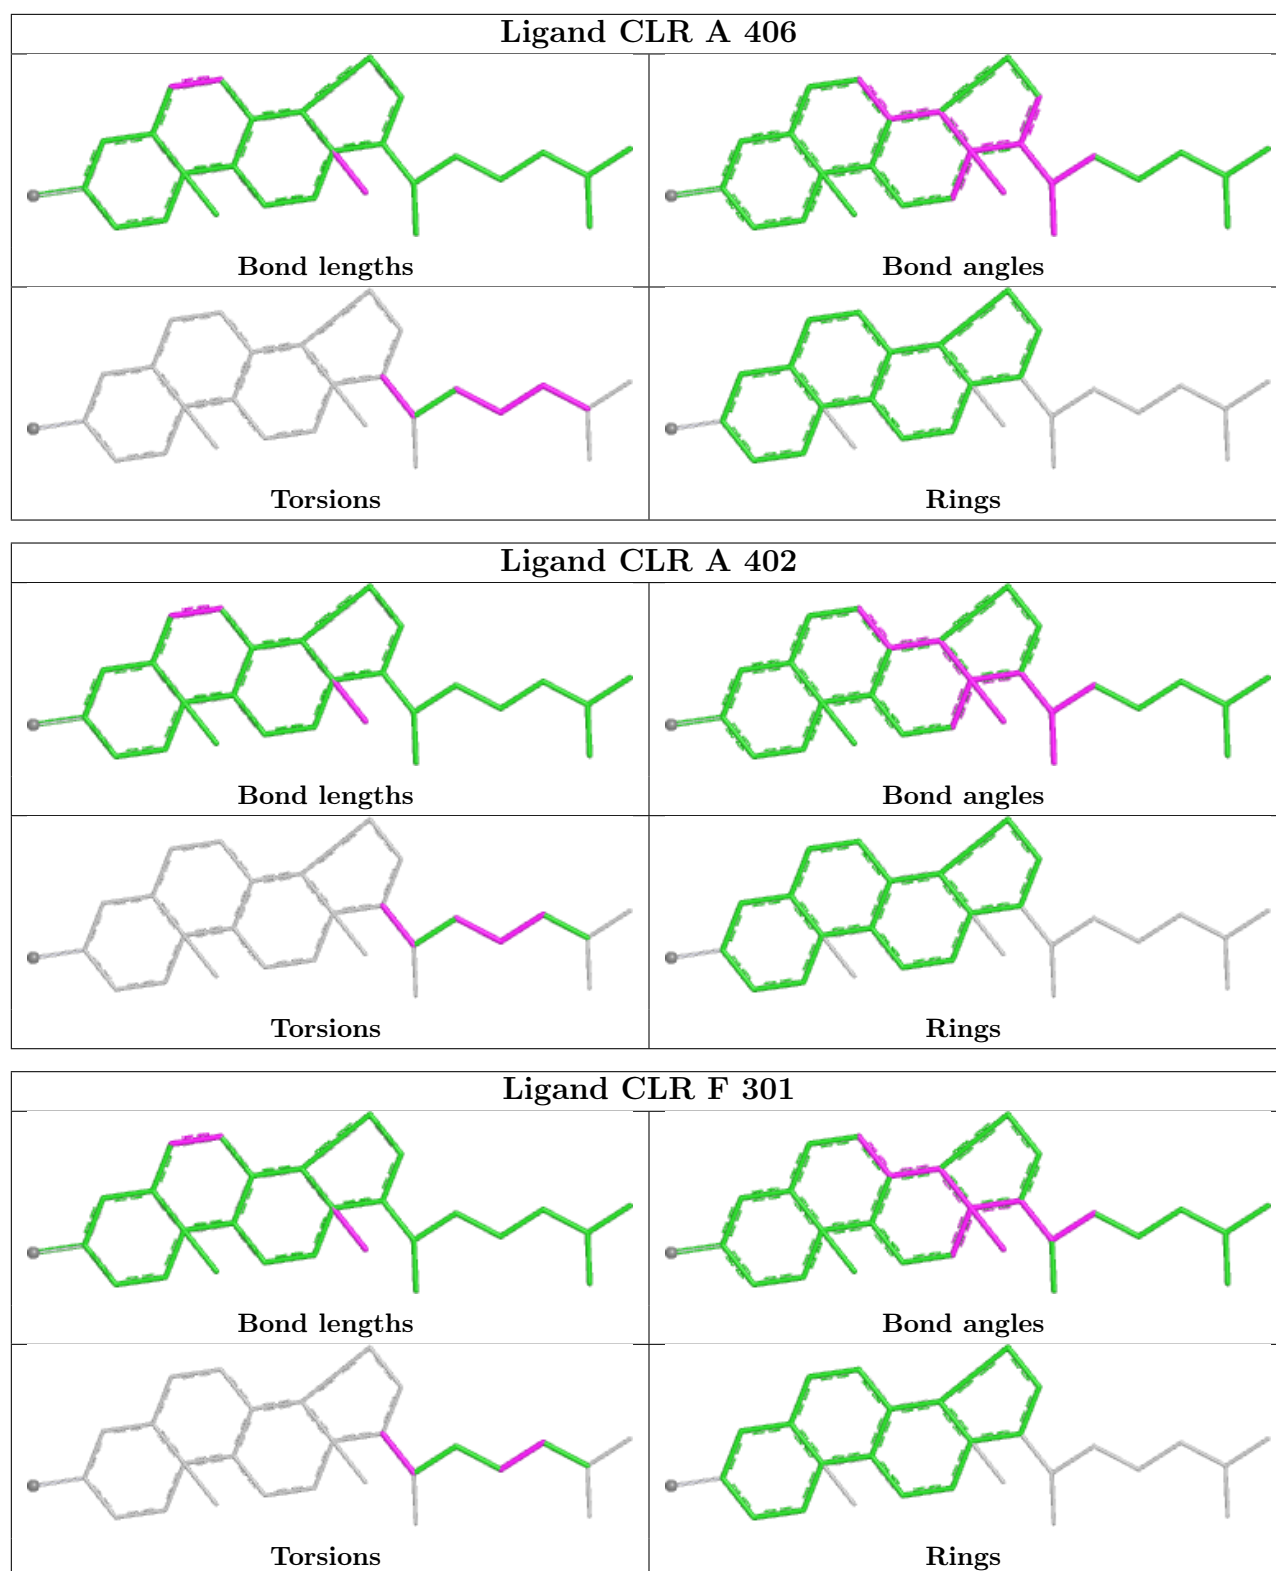 Ligand CLR A 406
Bond lengths
Bond angles
Torsions
Rings
Ligand CLR A 402
Bond lengths
Bond angles
Torsions
Rings
Ligand CLR F 301
Bond lengths
Bond angles
Torsions
Rings